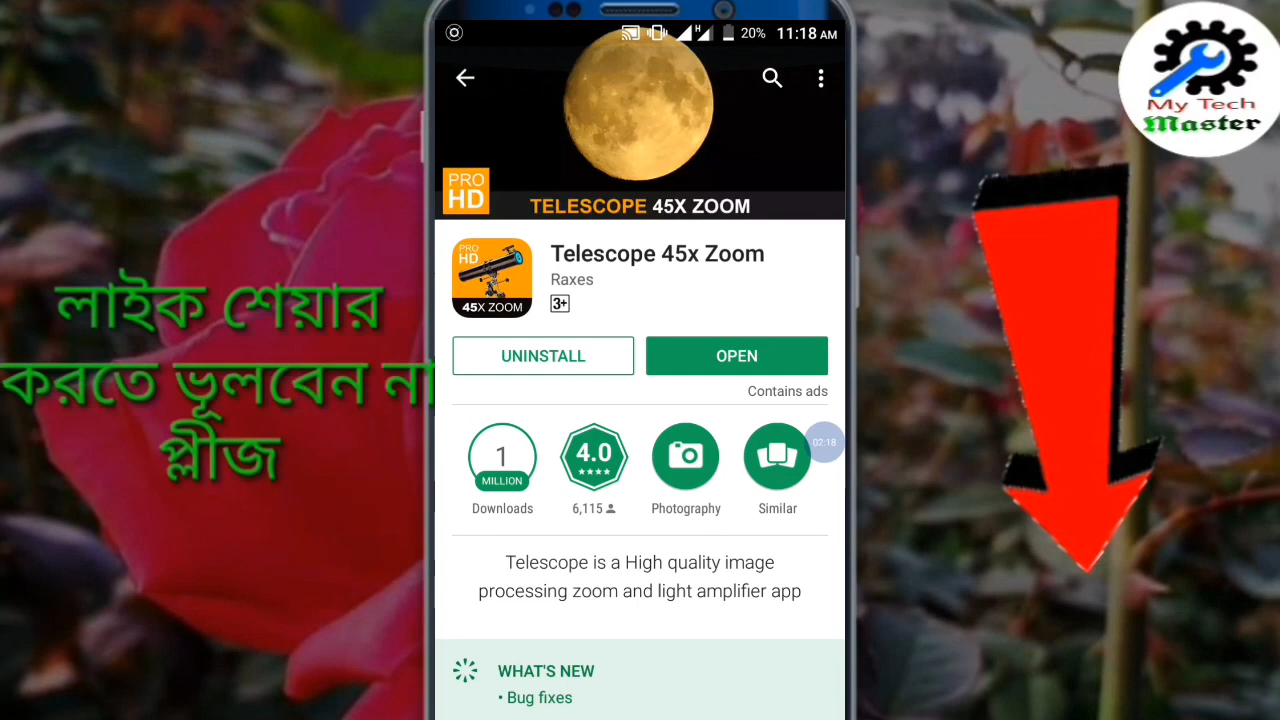 20% 11:18 AM
PRO
HD
TELESCOPE 45X ZOOM
PRO
HD
45X ZOOM
Telescope 45x Zoom
Raxes
3+
UNINSTALL
OPEN
Contains ads
1
MILLION
Downloads
4.0
6,115
Photography
Similar
02:18
Telescope is a High quality image
processing zoom and light amplifier app
WHAT'S NEW
• Bug fixes
লাইক শেয়ার
করতে ভূলবেন না
প্লীজ
My Tech
Master